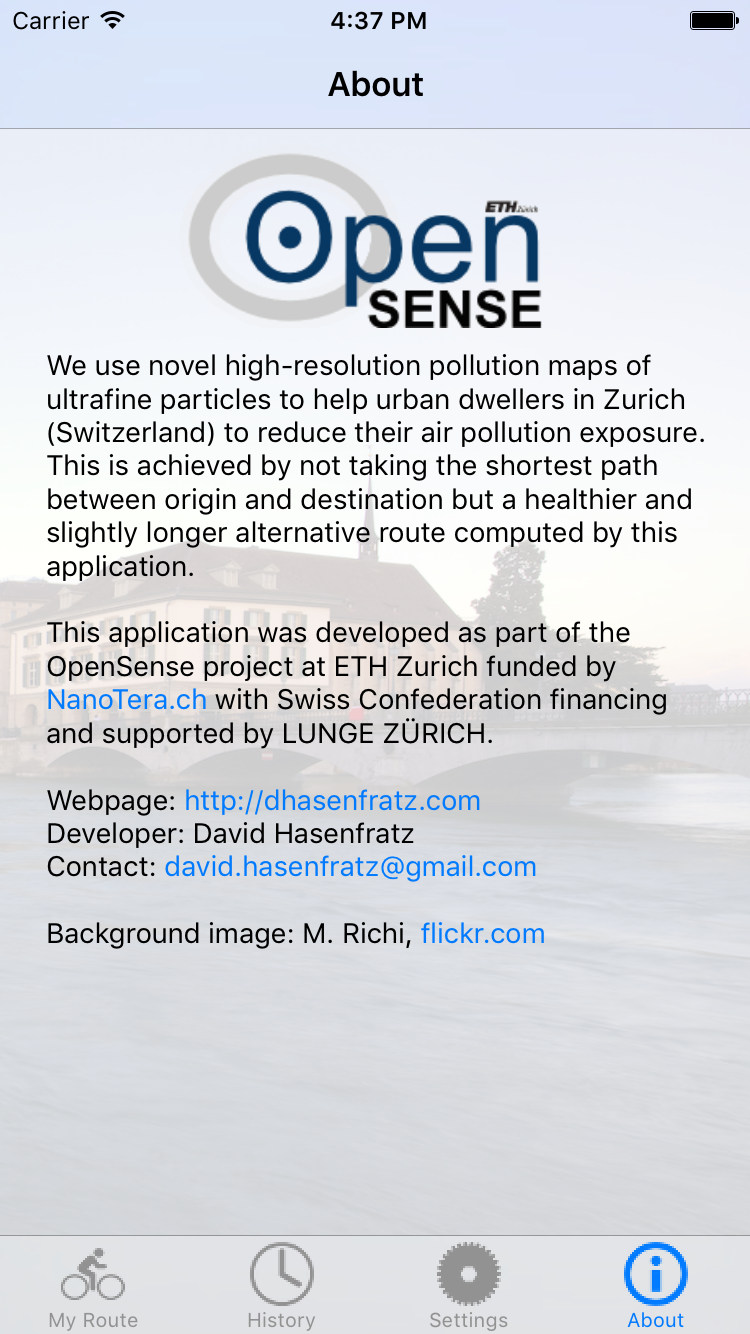 Carrier 4:37 PM
About
Open
ETH Zürich
SENSE
We use novel high-resolution pollution maps of
ultrafine particles to help urban dwellers in Zurich
(Switzerland) to reduce their air pollution exposure.
This is achieved by not taking the shortest path
between origin and destination but a healthier and
slightly longer alternative route computed by this
application.
This application was developed as part of the
OpenSense project at ETH Zurich funded by
NanoTera.ch with Swiss Confederation financing
and supported by LUNGE ZÜRICH.
Webpage: http://dhasenfratz.com
Developer: David Hasenfratz
Contact: david.hasenfratz@gmail.com
Background image: M. Richi, flickr.com
My Route History Settings About